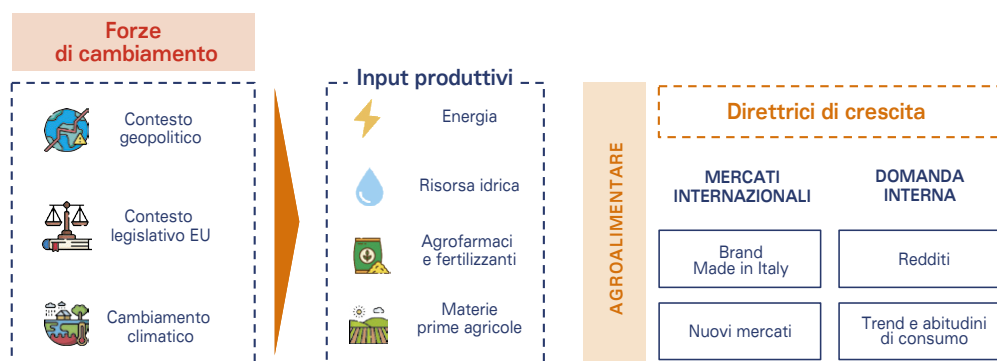 Forze
di cambiamento
Contesto
geopolitico
Contesto
legislativo EU
Cambiamento
climatico
Input produttivi
Energia
Risorsa idrica
Agrofarmaci
e fertilizzanti
Materie
prime agricole
AGROALIMENTARE
Direttrici di crescita
MERCATI
INTERNAZIONALI
Brand
Made in Italy
Nuovi mercati
DOMANDA
INTERNA
Redditi
Trend e abitudini
di consumo